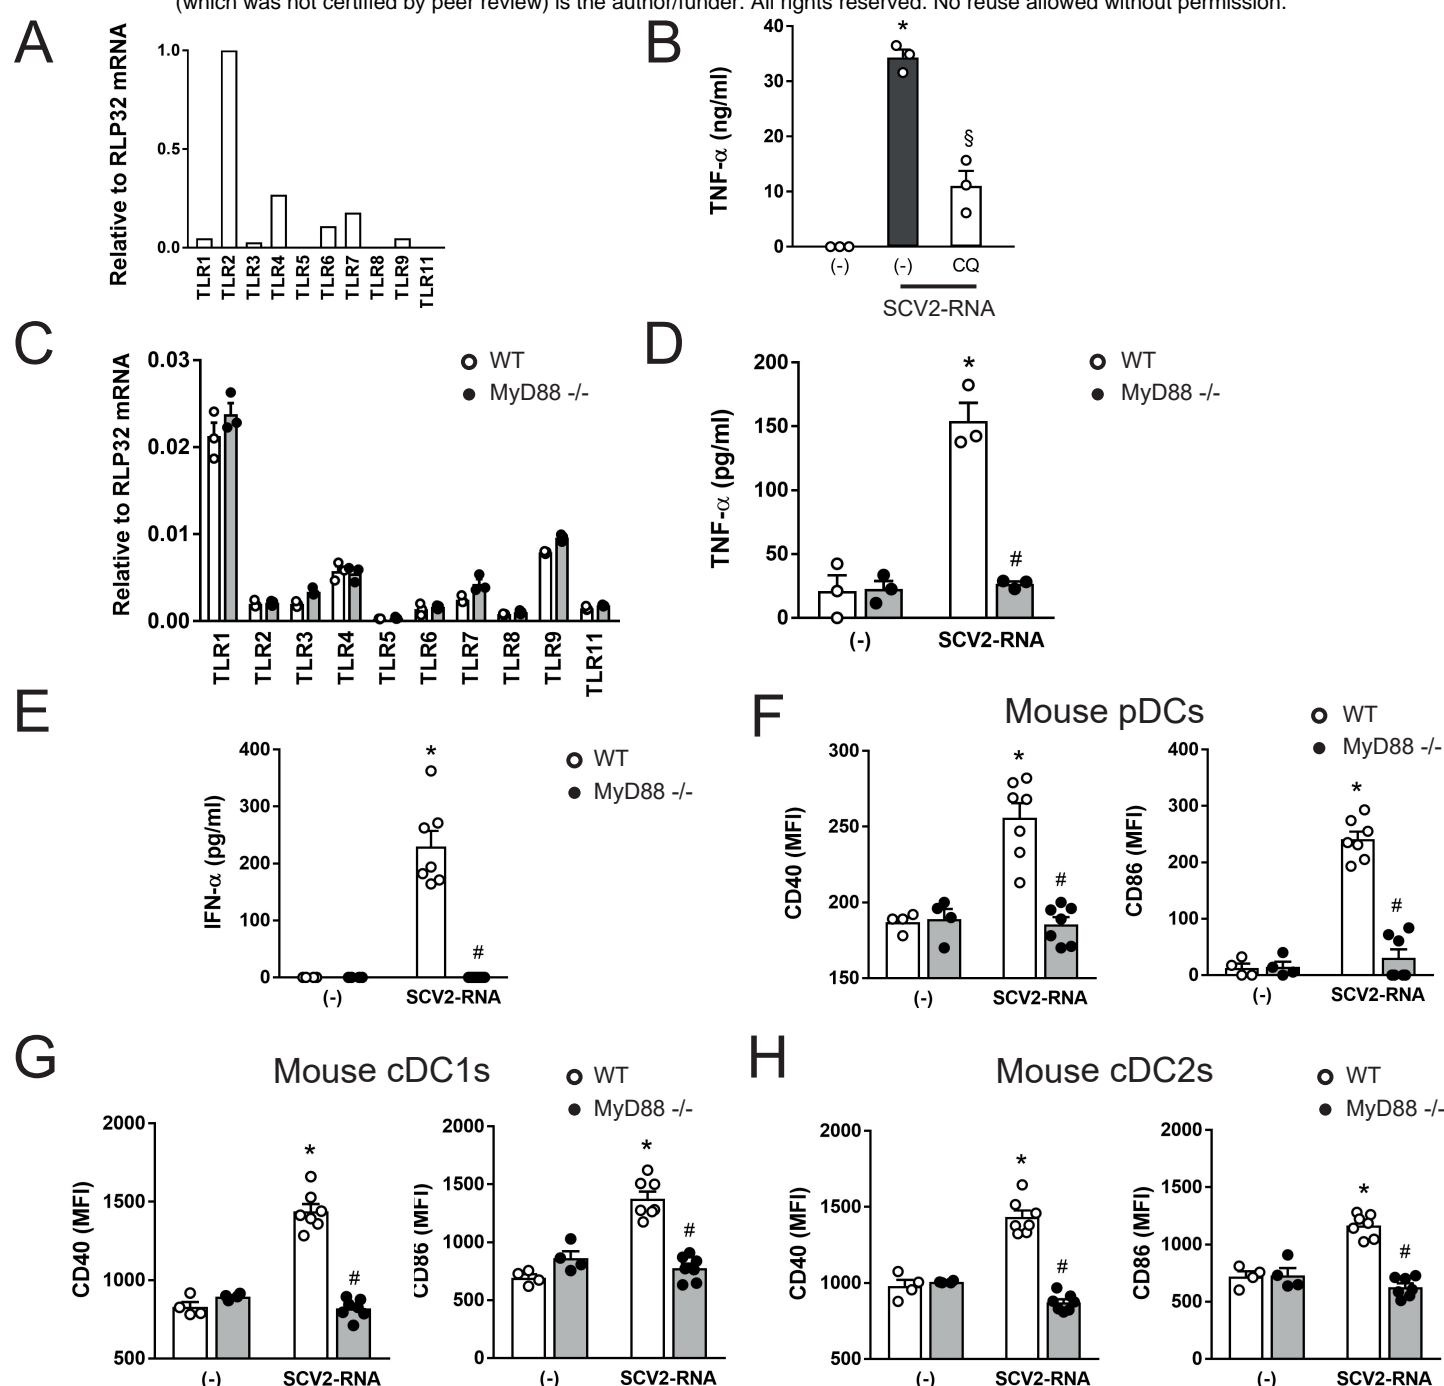 (which was not certified by peer review) is the author/funder. All rights reserved. No reuse allowed without permission.
A
Relative to RLP32 mRNA
1.0
0.5
0.0
TLR1
TLR2
TLR3
TLR4
TLR5
TLR6
TLR7
TLR8
TLR9
TLR11
B
TNF-α (ng/ml)
40
30
20
10
0
*
§
(-)
(-)
CQ
SCV2-RNA
C
Relative to RLP32 mRNA
0.03
0.02
0.01
0.00
WT
MyD88 -/-
TLR1
TLR2
TLR3
TLR4
TLR5
TLR6
TLR7
TLR8
TLR9
TLR11
D
TNF-α (pg/ml)
200
150
100
50
0
*
#
WT
MyD88 -/-
(-)
SCV2-RNA
E
IFN-α (pg/ml)
400
300
200
100
0
*
#
WT
MyD88 -/-
(-)
SCV2-RNA
F
Mouse pDCs
WT
MyD88 -/-
CD40 (MFI)
300
250
200
150
*
#
(-)
SCV2-RNA
CD86 (MFI)
400
300
200
100
0
*
#
(-)
SCV2-RNA
G
Mouse cDC1s
WT
MyD88 -/-
CD40 (MFI)
2000
1500
1000
500
*
#
(-)
SCV2-RNA
CD86 (MFI)
2000
1500
1000
500
0
*
#
(-)
SCV2-RNA
H
Mouse cDC2s
WT
MyD88 -/-
CD40 (MFI)
2000
1500
1000
500
*
#
(-)
SCV2-RNA
CD86 (MFI)
2000
1500
1000
500
0
*
#
(-)
SCV2-RNA